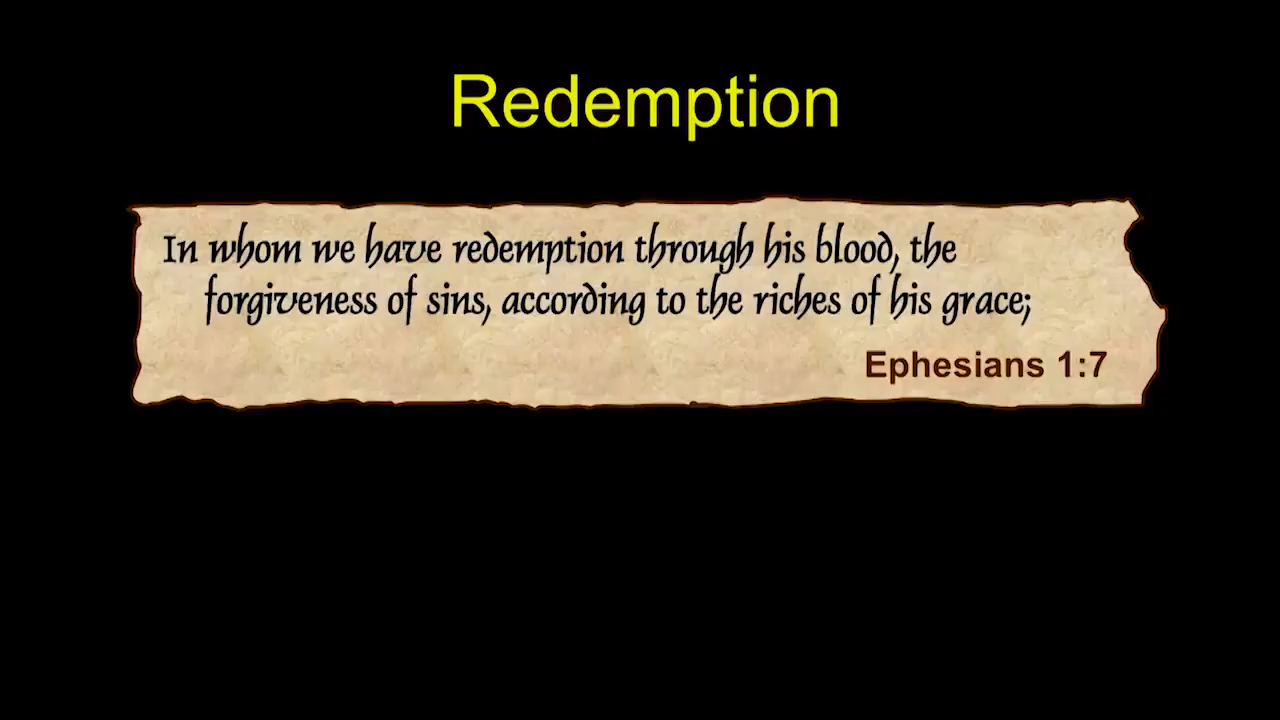 Redemption
In whom we have redemption through his blood, the
forgiveness of sins, according to the riches of his grace;
Ephesians 1:7